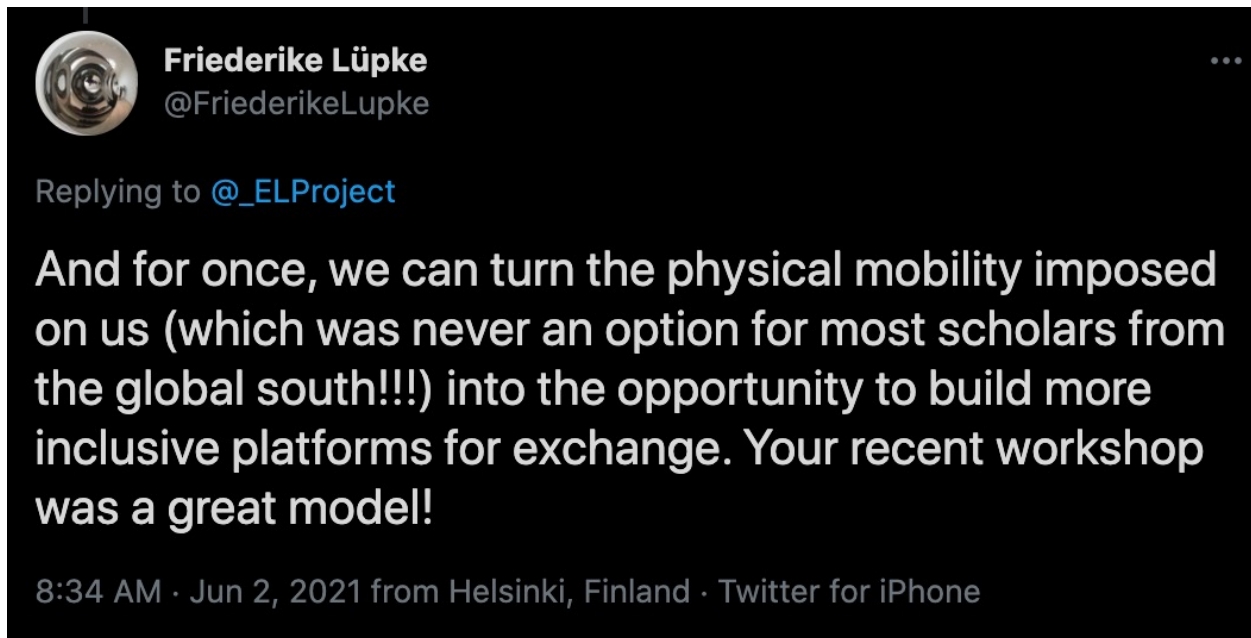 Friederike Lüpke
@FriederikeLupke
Replying to @_ELProject
And for once, we can turn the physical mobility imposed
on us (which was never an option for most scholars from
the global south!!!) into the opportunity to build more
inclusive platforms for exchange. Your recent workshop
was a great model!
8:34 AM · Jun 2, 2021 from Helsinki, Finland · Twitter for iPhone